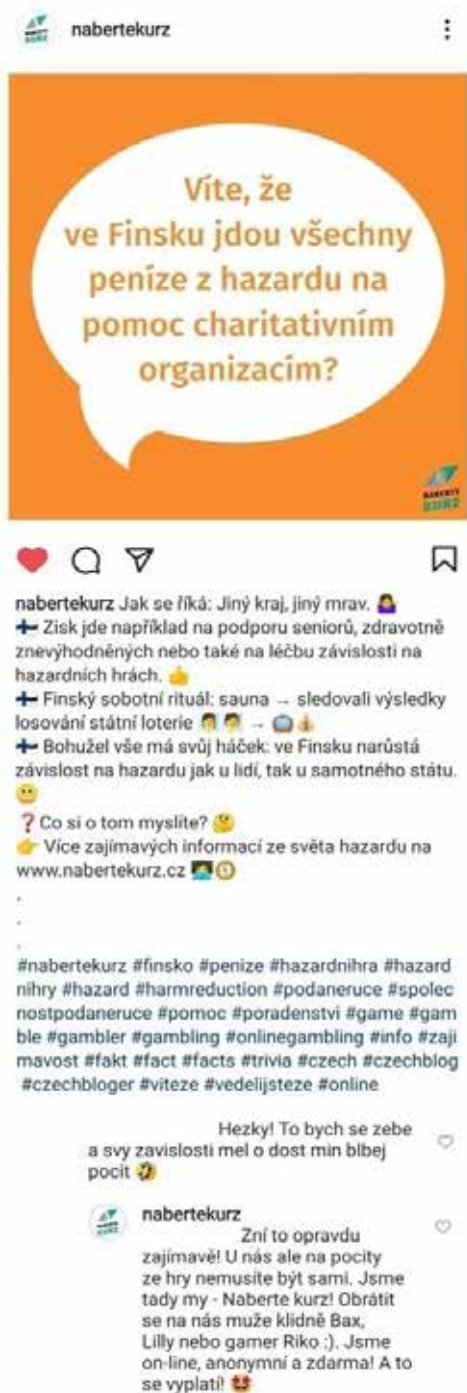 nabertekurz
Víte, že
ve Finsku jdou všechny
peníze z hazardu na
pomoc charitativním
organizacím?
NABERTE
KURZ
nabertekurz Jak se říká: Jiný kraj, jiný mrav. 🤷‍♀️
🇫🇮 Zisk jde například na podporu seniorů, zdravotně
znevýhodněných nebo také na léčbu závislosti na
hazardních hrách. 👍
🇫🇮 Finský sobotní rituál: sauna → sledovali výsledky
losování státní loterie 🧖‍♀️🧖 → 📺💰
🇫🇮 Bohužel vše má svůj háček: ve Finsku narůstá
závislost na hazardu jak u lidí, tak u samotného státu.
😬
❓ Co si o tom myslíte? 🤔
👉 Více zajímavých informací ze světa hazardu na
www.nabertekurz.cz 🧑‍💻🧭
.
.
.
#nabertekurz #finsko #penize #hazardnihra #hazard
nihry #hazard #harmreduction #podaneruce #spolec
nostpodaneruce #pomoc #poradenstvi #game #gam
ble #gambler #gambling #onlinegambling #info #zaji
mavost #fakt #fact #facts #trivia #czech #czechblog
#czechbloger #viteze #vedelijsteze #online
Hezky! To bych se zebe
a svy zavislosti mel o dost min blbej
pocit 🤣
nabertekurz
Zní to opravdu
zajímavě! U nás ale na pocity
ze hry nemusíte být sami. Jsme
tady my - Naberte kurz! Obrátit
se na nás muže klidně Bax,
Lilly nebo gamer Riko :). Jsme
on-line, anonymní a zdarma! A to
se vyplatí! 🤩